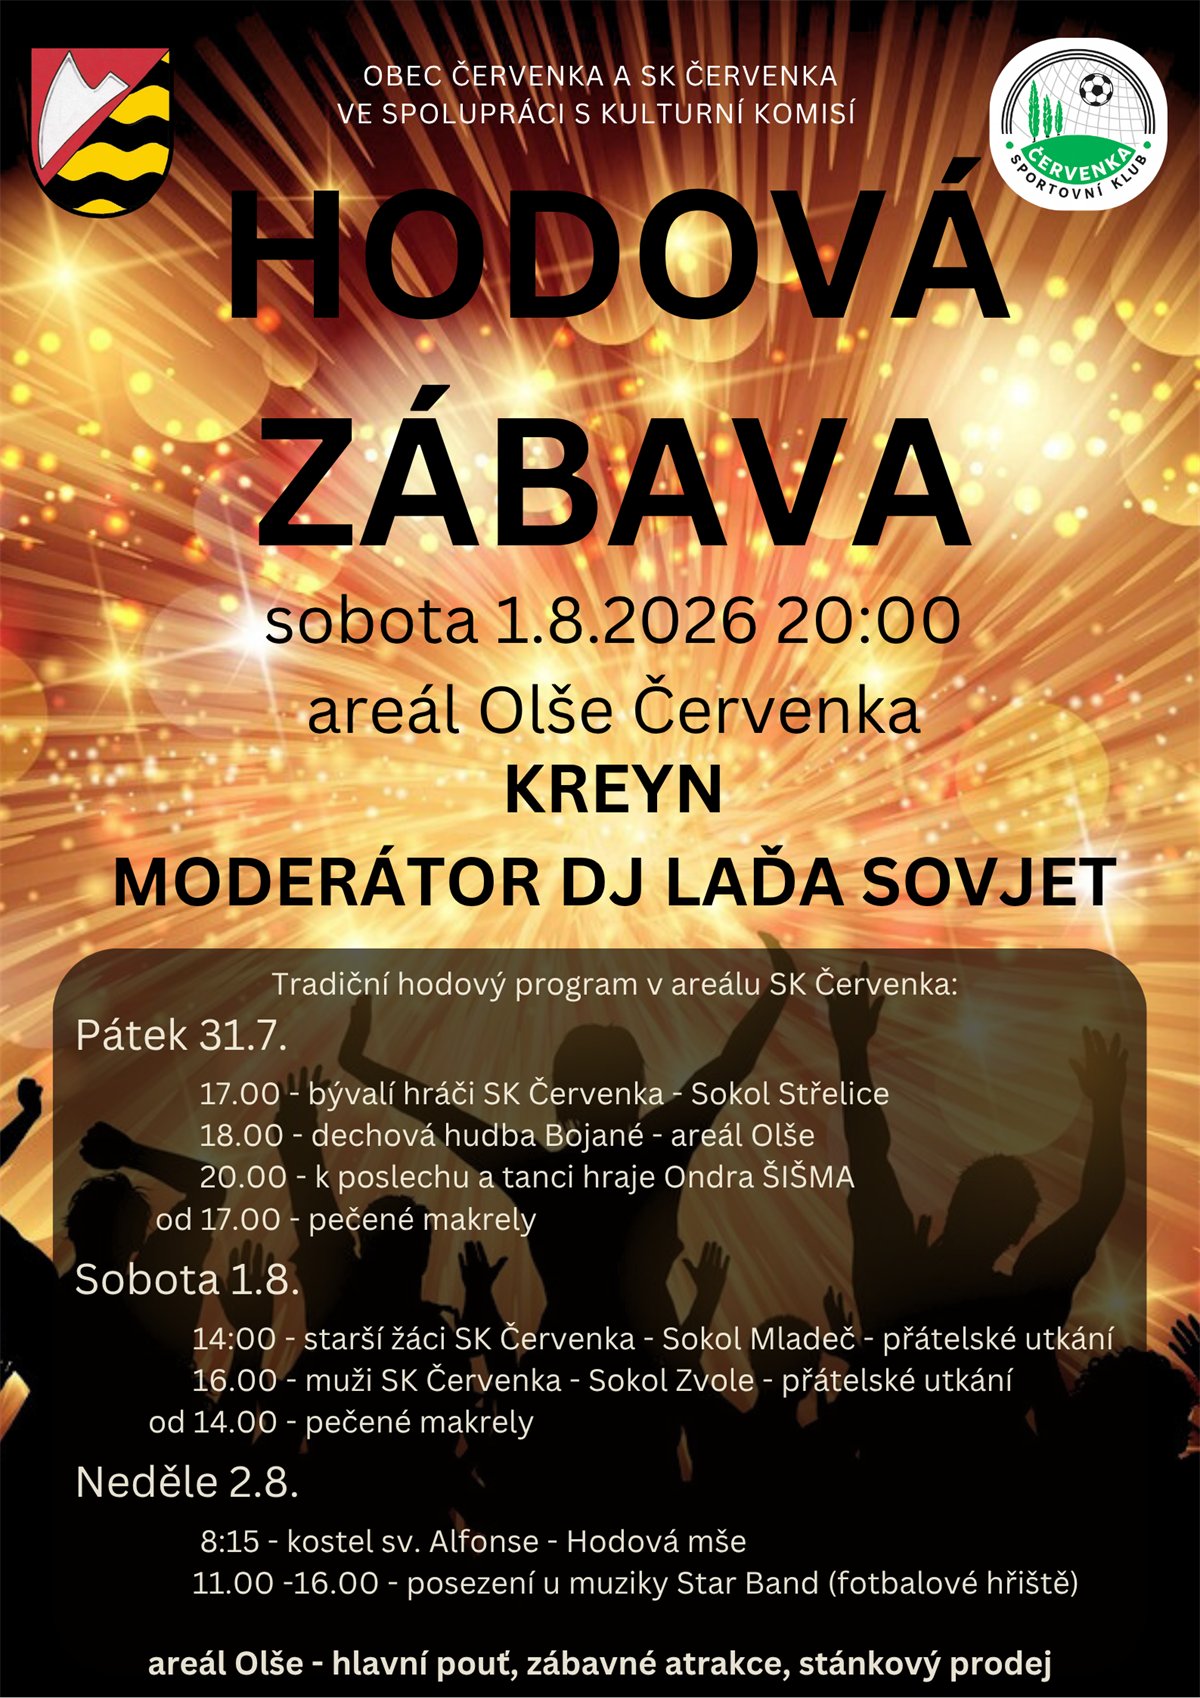 OBEC ČERVENKA A SK ČERVENKA
VE SPOLUPRÁCI S KULTURNÍ KOMISÍ
ČERVENKA
SPORTOVNÍ KLUB
HODOVÁ
ZÁBAVA
sobota 1.8.2026 20:00
areál Olše Červenka
KREYN
MODERÁTOR DJ LAĎA SOVJET
Tradiční hodový program v areálu SK Červenka:
Pátek 31.7.
17.00 - bývalí hráči SK Červenka - Sokol Střelice
18.00 - dechová hudba Bojané - areál Olše
20.00 - k poslechu a tanci hraje Ondra ŠIŠMA
od 17.00 - pečené makrely
Sobota 1.8.
14:00 - starší žáci SK Červenka - Sokol Mladeč - přátelské utkání
16.00 - muži SK Červenka - Sokol Zvole - přátelské utkání
od 14.00 - pečené makrely
Neděle 2.8.
8:15 - kostel sv. Alfonse - Hodová mše
11.00 -16.00 - posezení u muziky Star Band (fotbalové hřiště)
areál Olše - hlavní pouť, zábavné atrakce, stánkový prodej